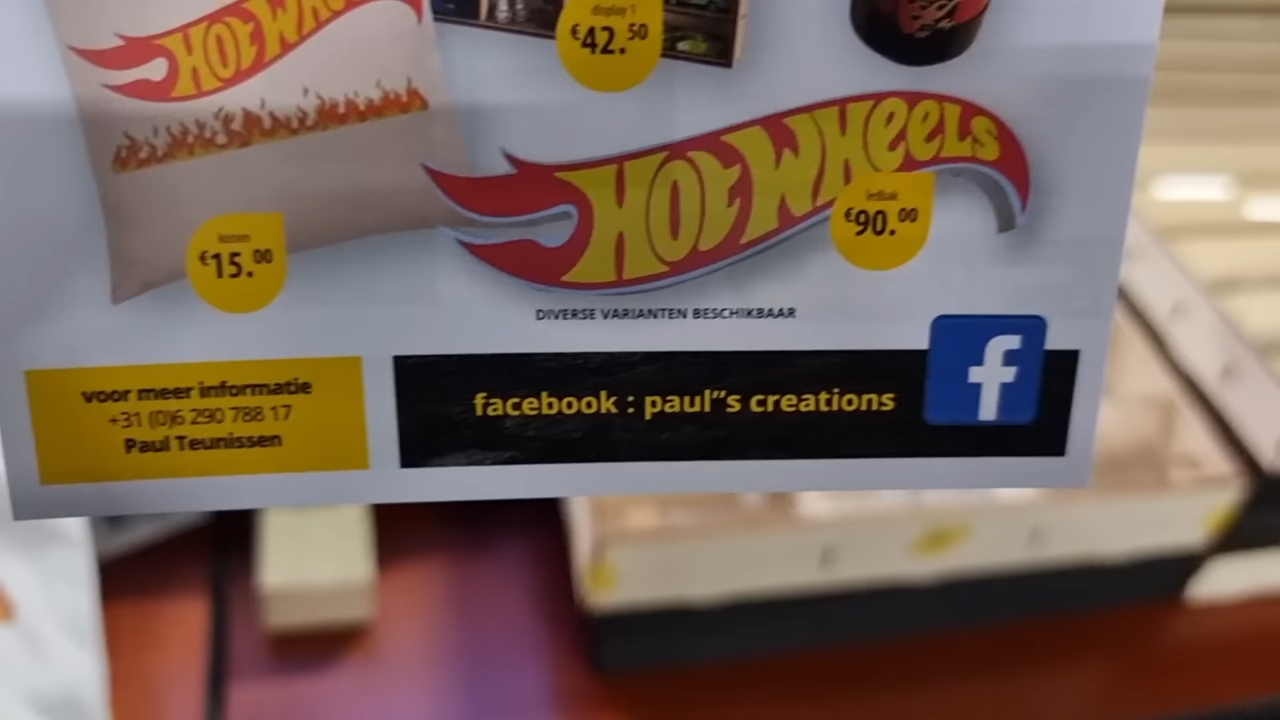 HOT WHEELS
display 1
€42.50
HOT WHEELS
ledbak
€90.00
kussen
€15.00
DIVERSE VARIANTEN BESCHIKBAAR
voor meer informatie
+31 (0)6 290 788 17
Paul Teunissen
facebook : paul"s creations
f